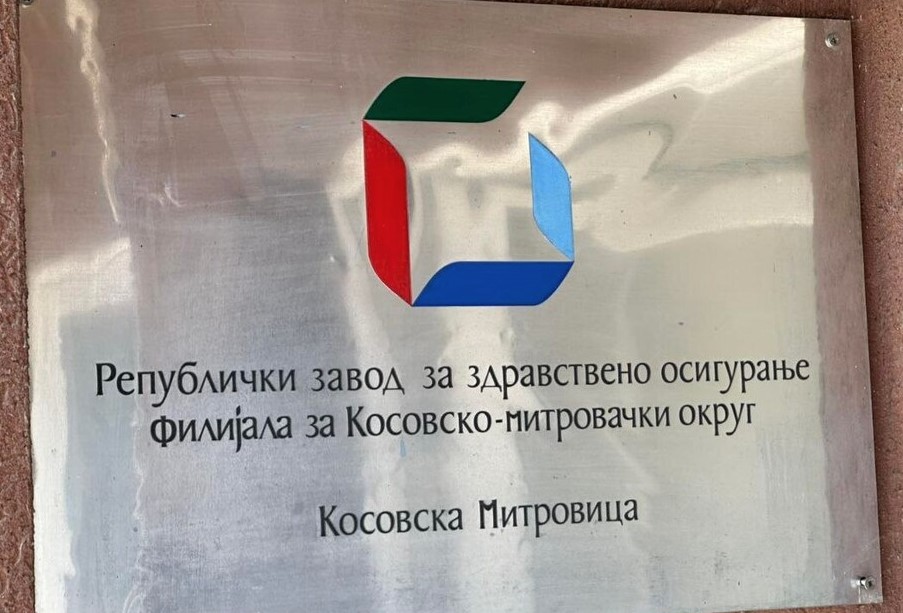 Републички завод за здравствено осигурање
филијала за Косовско-митровачки округ
Косовска Митровица